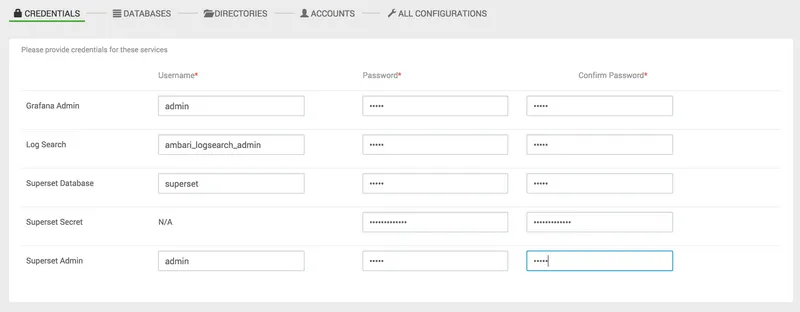 CREDENTIALS DATABASES DIRECTORIES ACCOUNTS ALL CONFIGURATIONS
Please provide credentials for these services
Username* Password* Confirm Password*
Grafana Admin admin ••••• •••••
Log Search ambari_logsearch_admin ••••• •••••
Superset Database superset ••••• •••••
Superset Secret N/A ••••••••••••• •••••••••••••
Superset Admin admin ••••• •••••